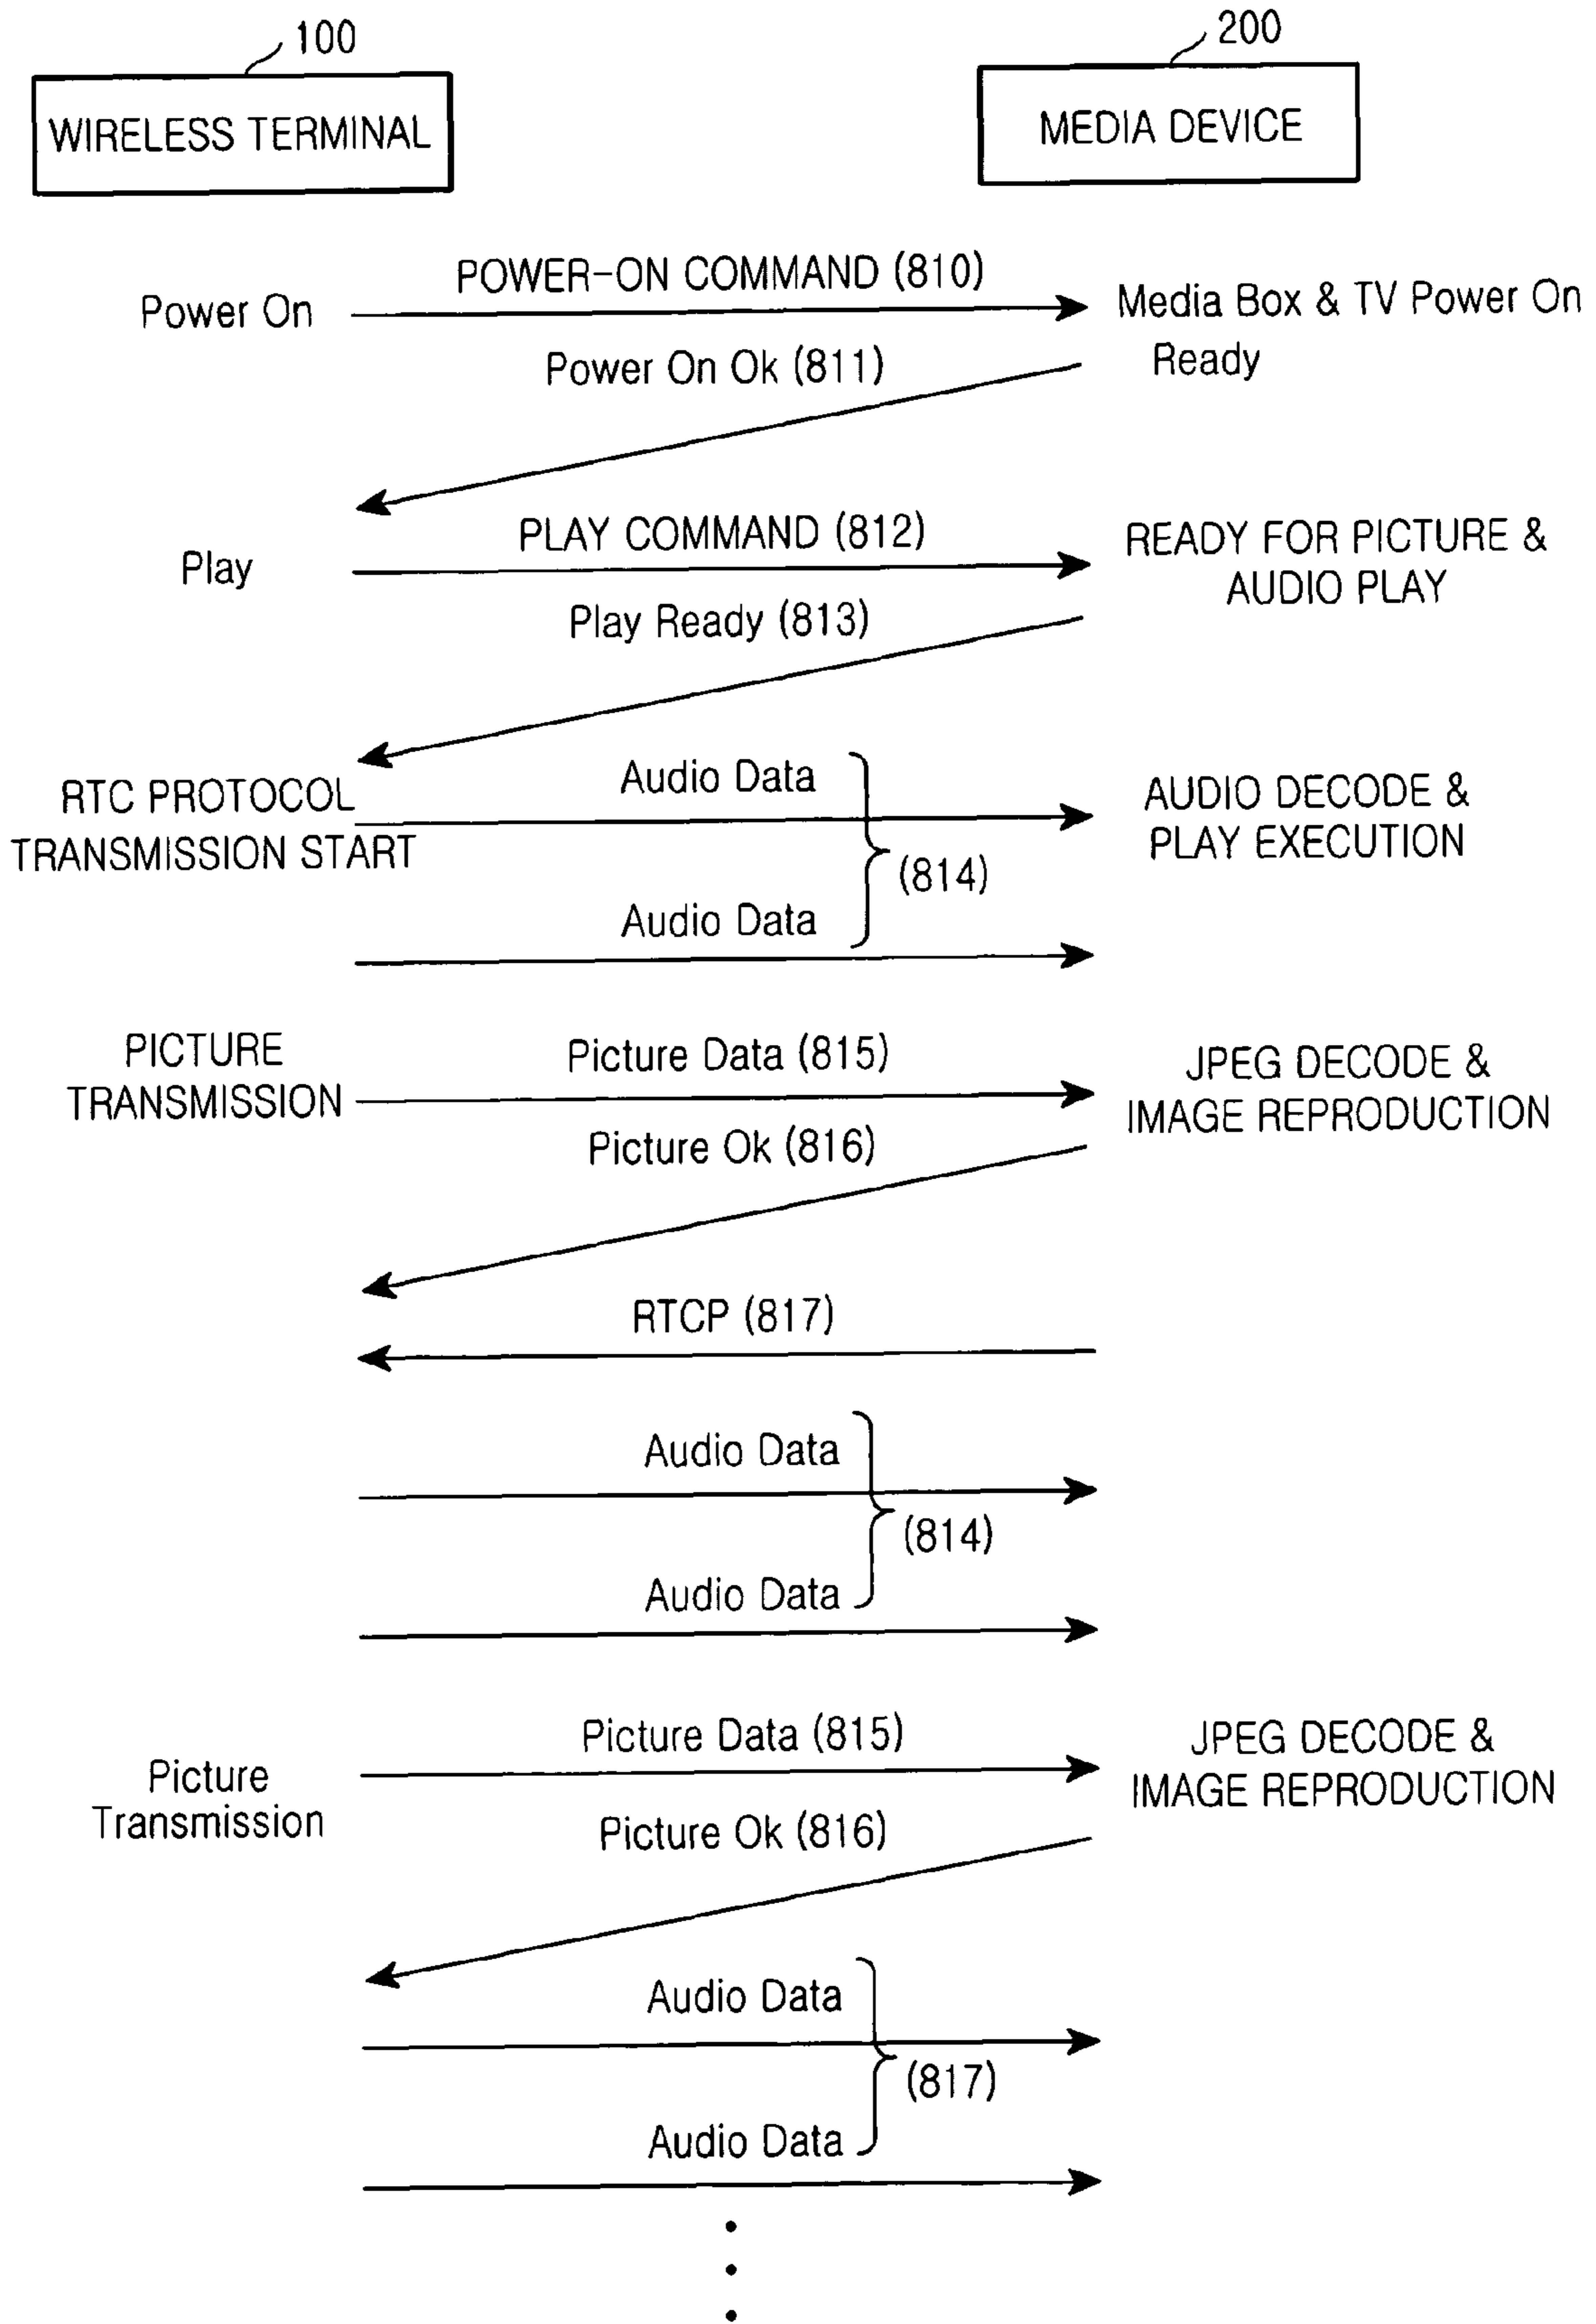 100
200
WIRELESS TERMINAL
MEDIA DEVICE
POWER-ON COMMAND (810)
Power On
Media Box & TV Power On
Ready
Power On Ok (811)
PLAY COMMAND (812)
Play
READY FOR PICTURE &
AUDIO PLAY
Play Ready (813)
Audio Data
RTC PROTOCOL
TRANSMISSION START
AUDIO DECODE &
PLAY EXECUTION
(814)
Audio Data
PICTURE
TRANSMISSION
Picture Data (815)
JPEG DECODE &
IMAGE REPRODUCTION
Picture Ok (816)
RTCP (817)
Audio Data
(814)
Audio Data
Picture Data (815)
Picture
Transmission
JPEG DECODE &
IMAGE REPRODUCTION
Picture Ok (816)
Audio Data
(817)
Audio Data